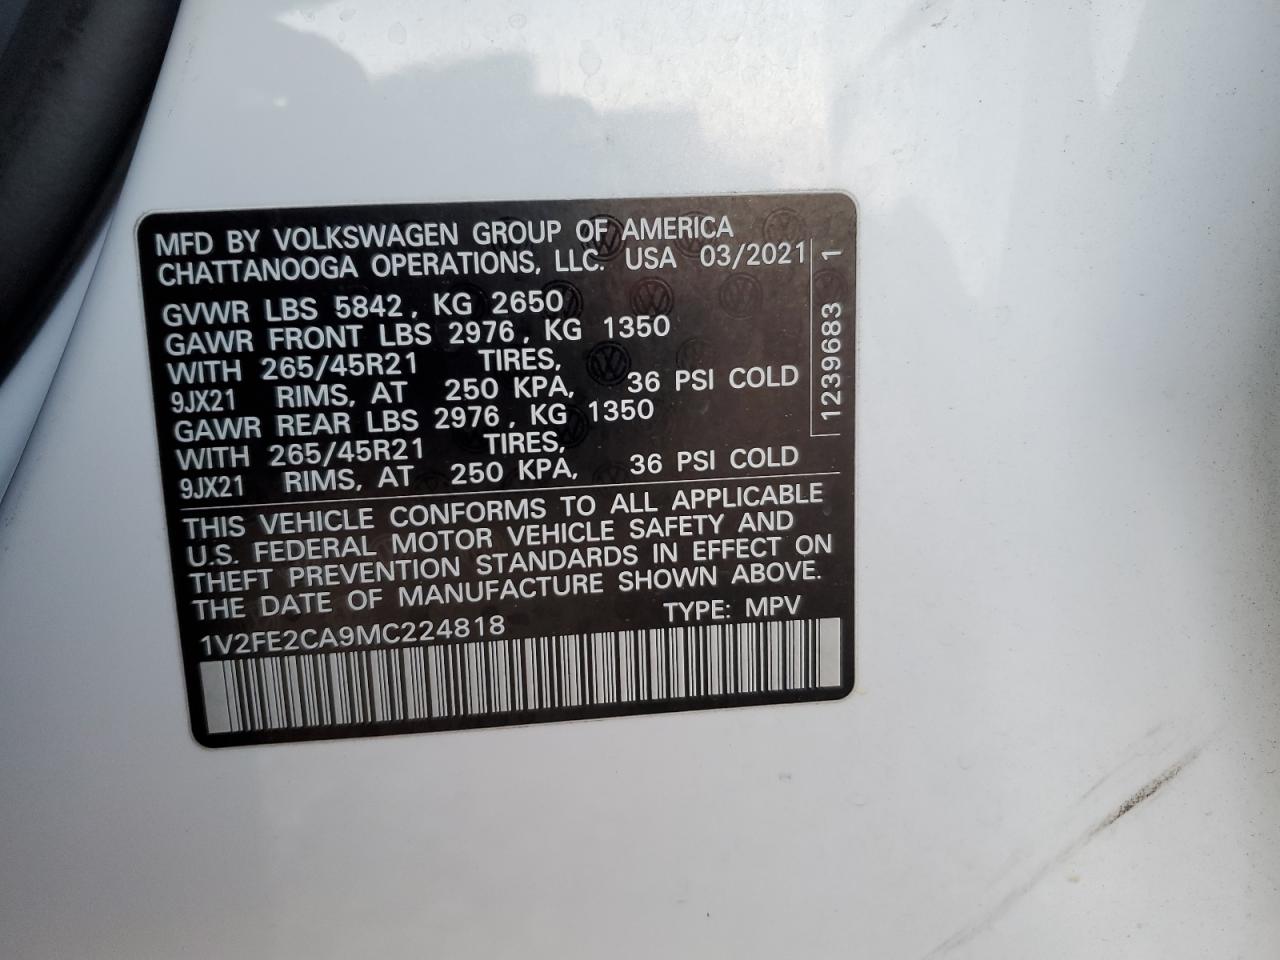 MFD BY VOLKSWAGEN GROUP OF AMERICA
CHATTANOOGA OPERATIONS, LLC. USA 03/2021
GVWR LBS 5842, KG 2650
GAWR FRONT LBS 2976, KG 1350
WITH 265/45R21 TIRES,
9JX21 RIMS, AT 250 KPA, 36 PSI COLD
GAWR REAR LBS 2976, KG 1350
WITH 265/45R21 TIRES,
9JX21 RIMS, AT 250 KPA, 36 PSI COLD
1239683 1
THIS VEHICLE CONFORMS TO ALL APPLICABLE
U.S. FEDERAL MOTOR VEHICLE SAFETY AND
THEFT PREVENTION STANDARDS IN EFFECT ON
THE DATE OF MANUFACTURE SHOWN ABOVE.
TYPE: MPV
1V2FE2CA9MC224818